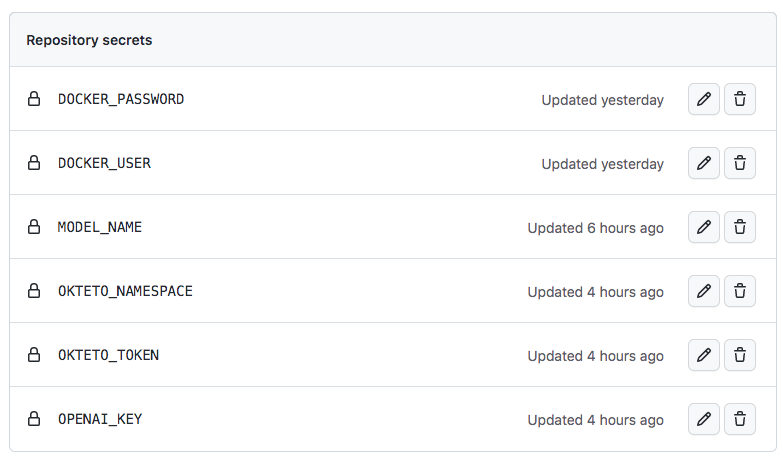 Repository secrets
DOCKER_PASSWORD Updated yesterday
DOCKER_USER Updated yesterday
MODEL_NAME Updated 6 hours ago
OKTETO_NAMESPACE Updated 4 hours ago
OKTETO_TOKEN Updated 4 hours ago
OPENAI_KEY Updated 4 hours ago